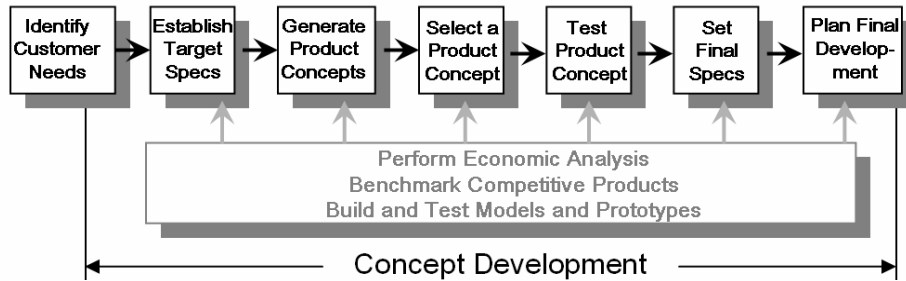 Identify
Customer
Needs
Establish
Target
Specs
Generate
Product
Concepts
Select a
Product
Concept
Test
Product
Concept
Set
Final
Specs
Plan Final
Develop-
ment
Perform Economic Analysis
Benchmark Competitive Products
Build and Test Models and Prototypes
Concept Development